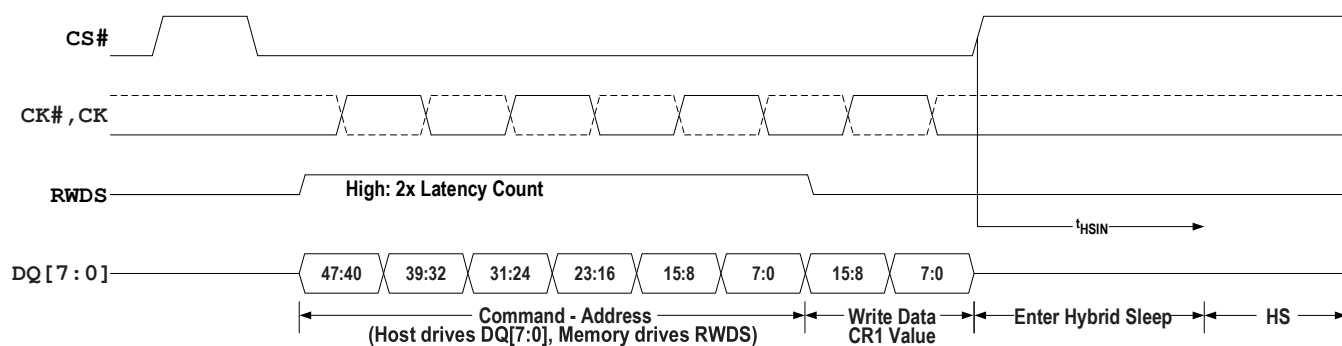 CS#
CK#,CK
RWDS
High: 2x Latency Count
tHSIN
DQ[7:0]
47:40 39:32 31:24 23:16 15:8 7:0 15:8 7:0
Command - Address Write Data Enter Hybrid Sleep HS
(Host drives DQ[7:0], Memory drives RWDS) CR1 Value